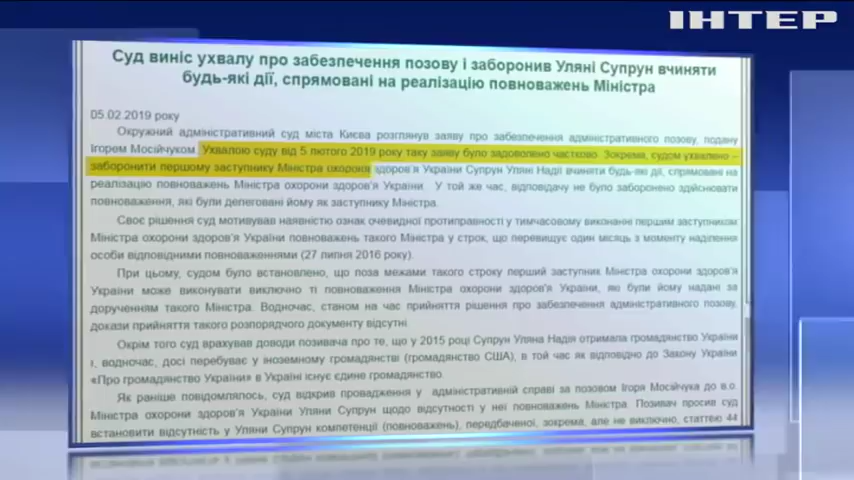 ІНТЕР
Суд виніс ухвалу про забезпечення позову і заборонив Уляні Супрун вчиняти
будь-які дії, спрямовані на реалізацію повноважень Міністра
05.02.2019 року
Окружний адміністративний суд міста Києва розглянув заяву про забезпечення адміністративного позову, подану
Ігорем Мосійчуком. Ухвалою суду від 5 лютого 2019 року таку заяву було задоволено частково. Зокрема, судом ухвалено –
заборонити першому заступнику Міністра охорони здоров'я України Супрун Уляні Надії вчиняти будь-які дії, спрямовані на
реалізацію повноважень Міністра охорони здоров'я України. У той же час, відповідачу не було заборонено здійснювати
повноваження, які були делеговані йому як заступнику Міністра.
Своє рішення суд мотивував наявністю ознак очевидної протиправності у тимчасовому виконанні першим заступником
Міністра охорони здоров'я України повноважень такого Міністра у строк, що перевищує один місяць з моменту наділення
особи відповідними повноваженнями (27 липня 2016 року).
При цьому, судом було встановлено, що поза межами такого строку перший заступник Міністра охорони здоров'я
України може виконувати виключно ті повноваження Міністра охорони здоров'я України, які були йому надані за
дорученням такого Міністра. Водночас, станом на час прийняття рішення про забезпечення адміністративного позову,
докази прийняття такого розпорядчого документу відсутні.
Окрім того суд врахував доводи позивача про те, що у 2015 році Супрун Уляна Надія отримала громадянство України
і, водночас, досі перебуває у іноземному громадянстві (громадянство США), в той час як відповідно до Закону України
«Про громадянство України» в Україні існує єдине громадянство.
Як раніше повідомлялось, суд відкрив провадження у адміністративній справі за позовом Ігоря Мосійчука до в.о.
Міністра охорони здоров'я України Уляни Супрун щодо відсутності у неї повноважень Міністра. Позивач просив суд
встановити відсутність у Уляни Супрун компетенції (повноважень), передбаченої, зокрема, але не виключно, статтею 44